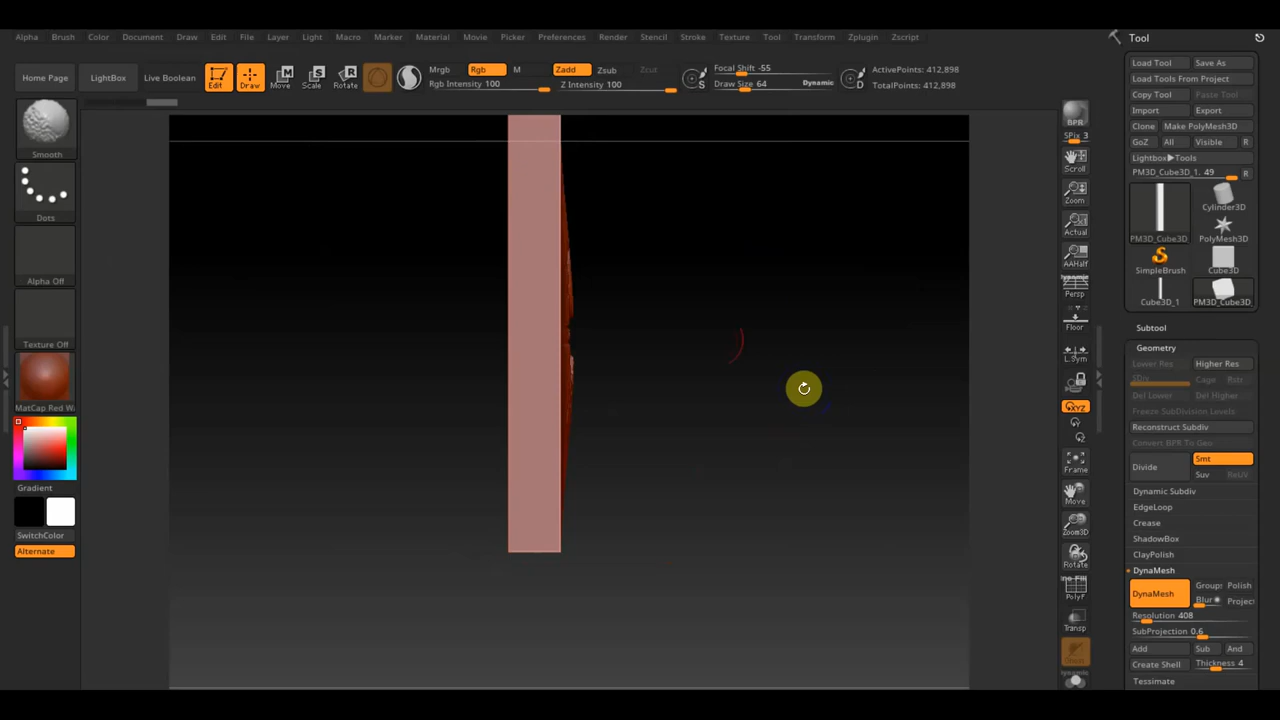 Alpha Brush Color Document Draw Edit File Layer Light Macro Marker Material Movie Picker Preferences Render Stencil Stroke Texture Tool Transform Zplugin Zscript
Tool
Home Page
LightBox
Live Boolean
Edit
Draw
Move
Scale
Rotate
Mrgb Rgb M
Rgb Intensity 100
Zadd Zsub Zcut
Z Intensity 100
S
Focal Shift -55
Draw Size 64 Dynamic
D
ActivePoints: 412,898
TotalPoints: 412,898
Smooth
Dots
Alpha Off
Texture Off
MatCap Red Wa
Gradient
SwitchColor
Alternate
BPR
SPix 3
Scroll
Zoom
Actual
AAHalf
Persp
Floor
L.Sym
XYZ
Y
Z
Frame
Move
Zoom3D
Rotate
PolyF
Transp
Load Tool Save As
Load Tools From Project
Copy Tool Paste Tool
Import Export
Clone Make PolyMesh3D
GoZ All Visible R
Lightbox▶Tools
PM3D_Cube3D_1. 49 R
PM3D_Cube3D
Cylinder3D
PolyMesh3D
SimpleBrush
Cube3D
Cube3D_1
PM3D_Cube3D_
Subtool
Geometry
Lower Res Higher Res
SDiv Cage Rstr
Del Lower Del Higher
Freeze SubDivision Levels
Reconstruct Subdiv
Convert BPR To Geo
Divide
Smt
Suv ReUV
Dynamic Subdiv
EdgeLoop
Crease
ShadowBox
ClayPolish
DynaMesh
DynaMesh
Group: Polish
Blur Projec
Resolution 408
SubProjection 0.6
Add Sub And
Create Shell Thickness 4
Tessimate